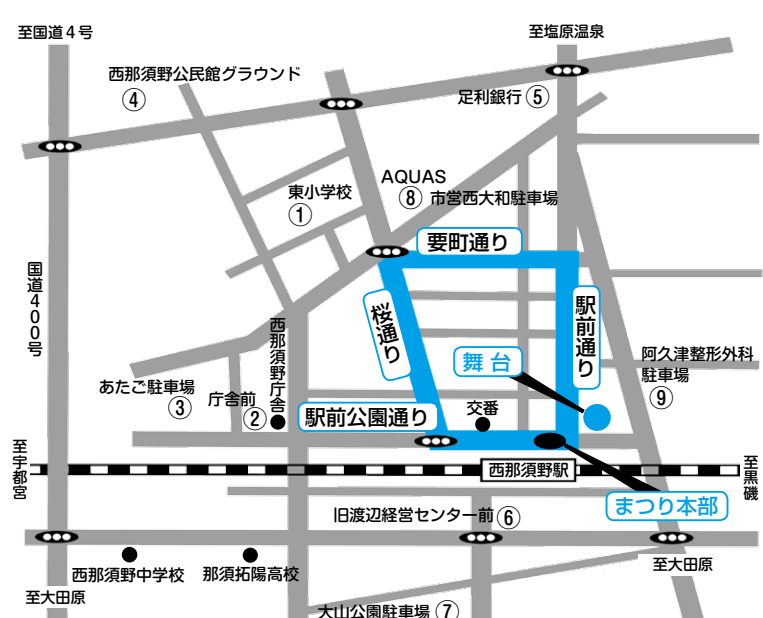 至国道４号
至塩原温泉
西那須野公民館グラウンド
④
足利銀行⑤
AQUAS
⑧ 市営西大和駐車場
東小学校
①
要町通り
国道400号
桜通り
駅前通り
西那須野庁舎
舞台
阿久津整形外科
駐車場
⑨
あたご駐車場
③
庁舎前
②
駅前公園通り
交番
至宇都宮
西那須野駅
至黒磯
まつり本部
旧渡辺経営センター前⑥
西那須野中学校
那須拓陽高校
至大田原
至大田原
大山公園駐車場⑦